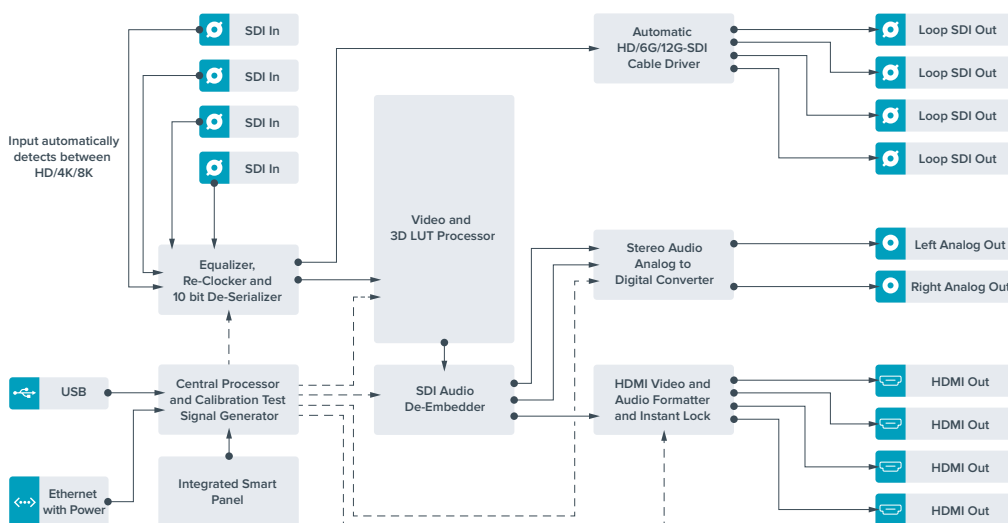 SDI In
SDI In
SDI In
SDI In
Input automatically
detects between
HD/4K/8K
Equalizer,
Re-Clocker and
10 bit De-Serializer
USB
Central Processor
and Calibration Test
Signal Generator
Ethernet
with Power
Integrated Smart
Panel
Video and
3D LUT Processor
SDI Audio
De-Embedder
Automatic
HD/6G/12G-SDI
Cable Driver
Stereo Audio
Analog to
Digital Converter
HDMI Video and
Audio Formatter
and Instant Lock
Loop SDI Out
Loop SDI Out
Loop SDI Out
Loop SDI Out
Left Analog Out
Right Analog Out
HDMI Out
HDMI Out
HDMI Out
HDMI Out